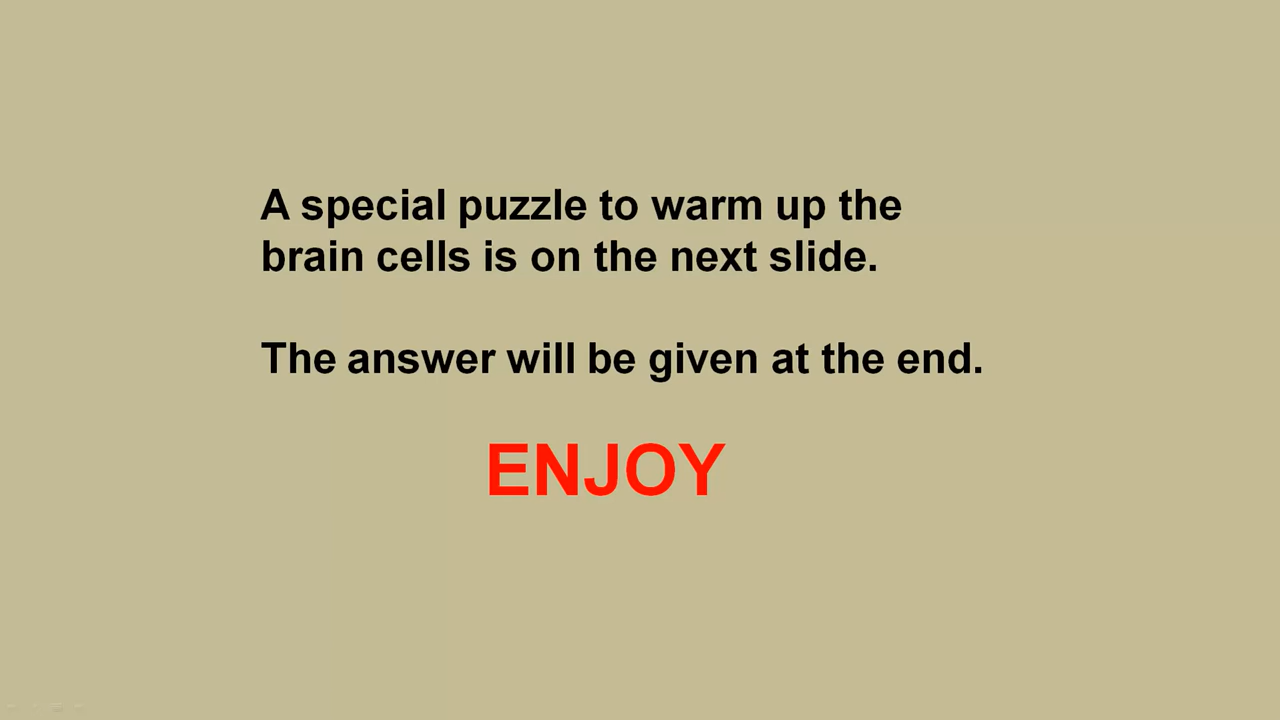 A special puzzle to warm up the
brain cells is on the next slide.
The answer will be given at the end.
ENJOY